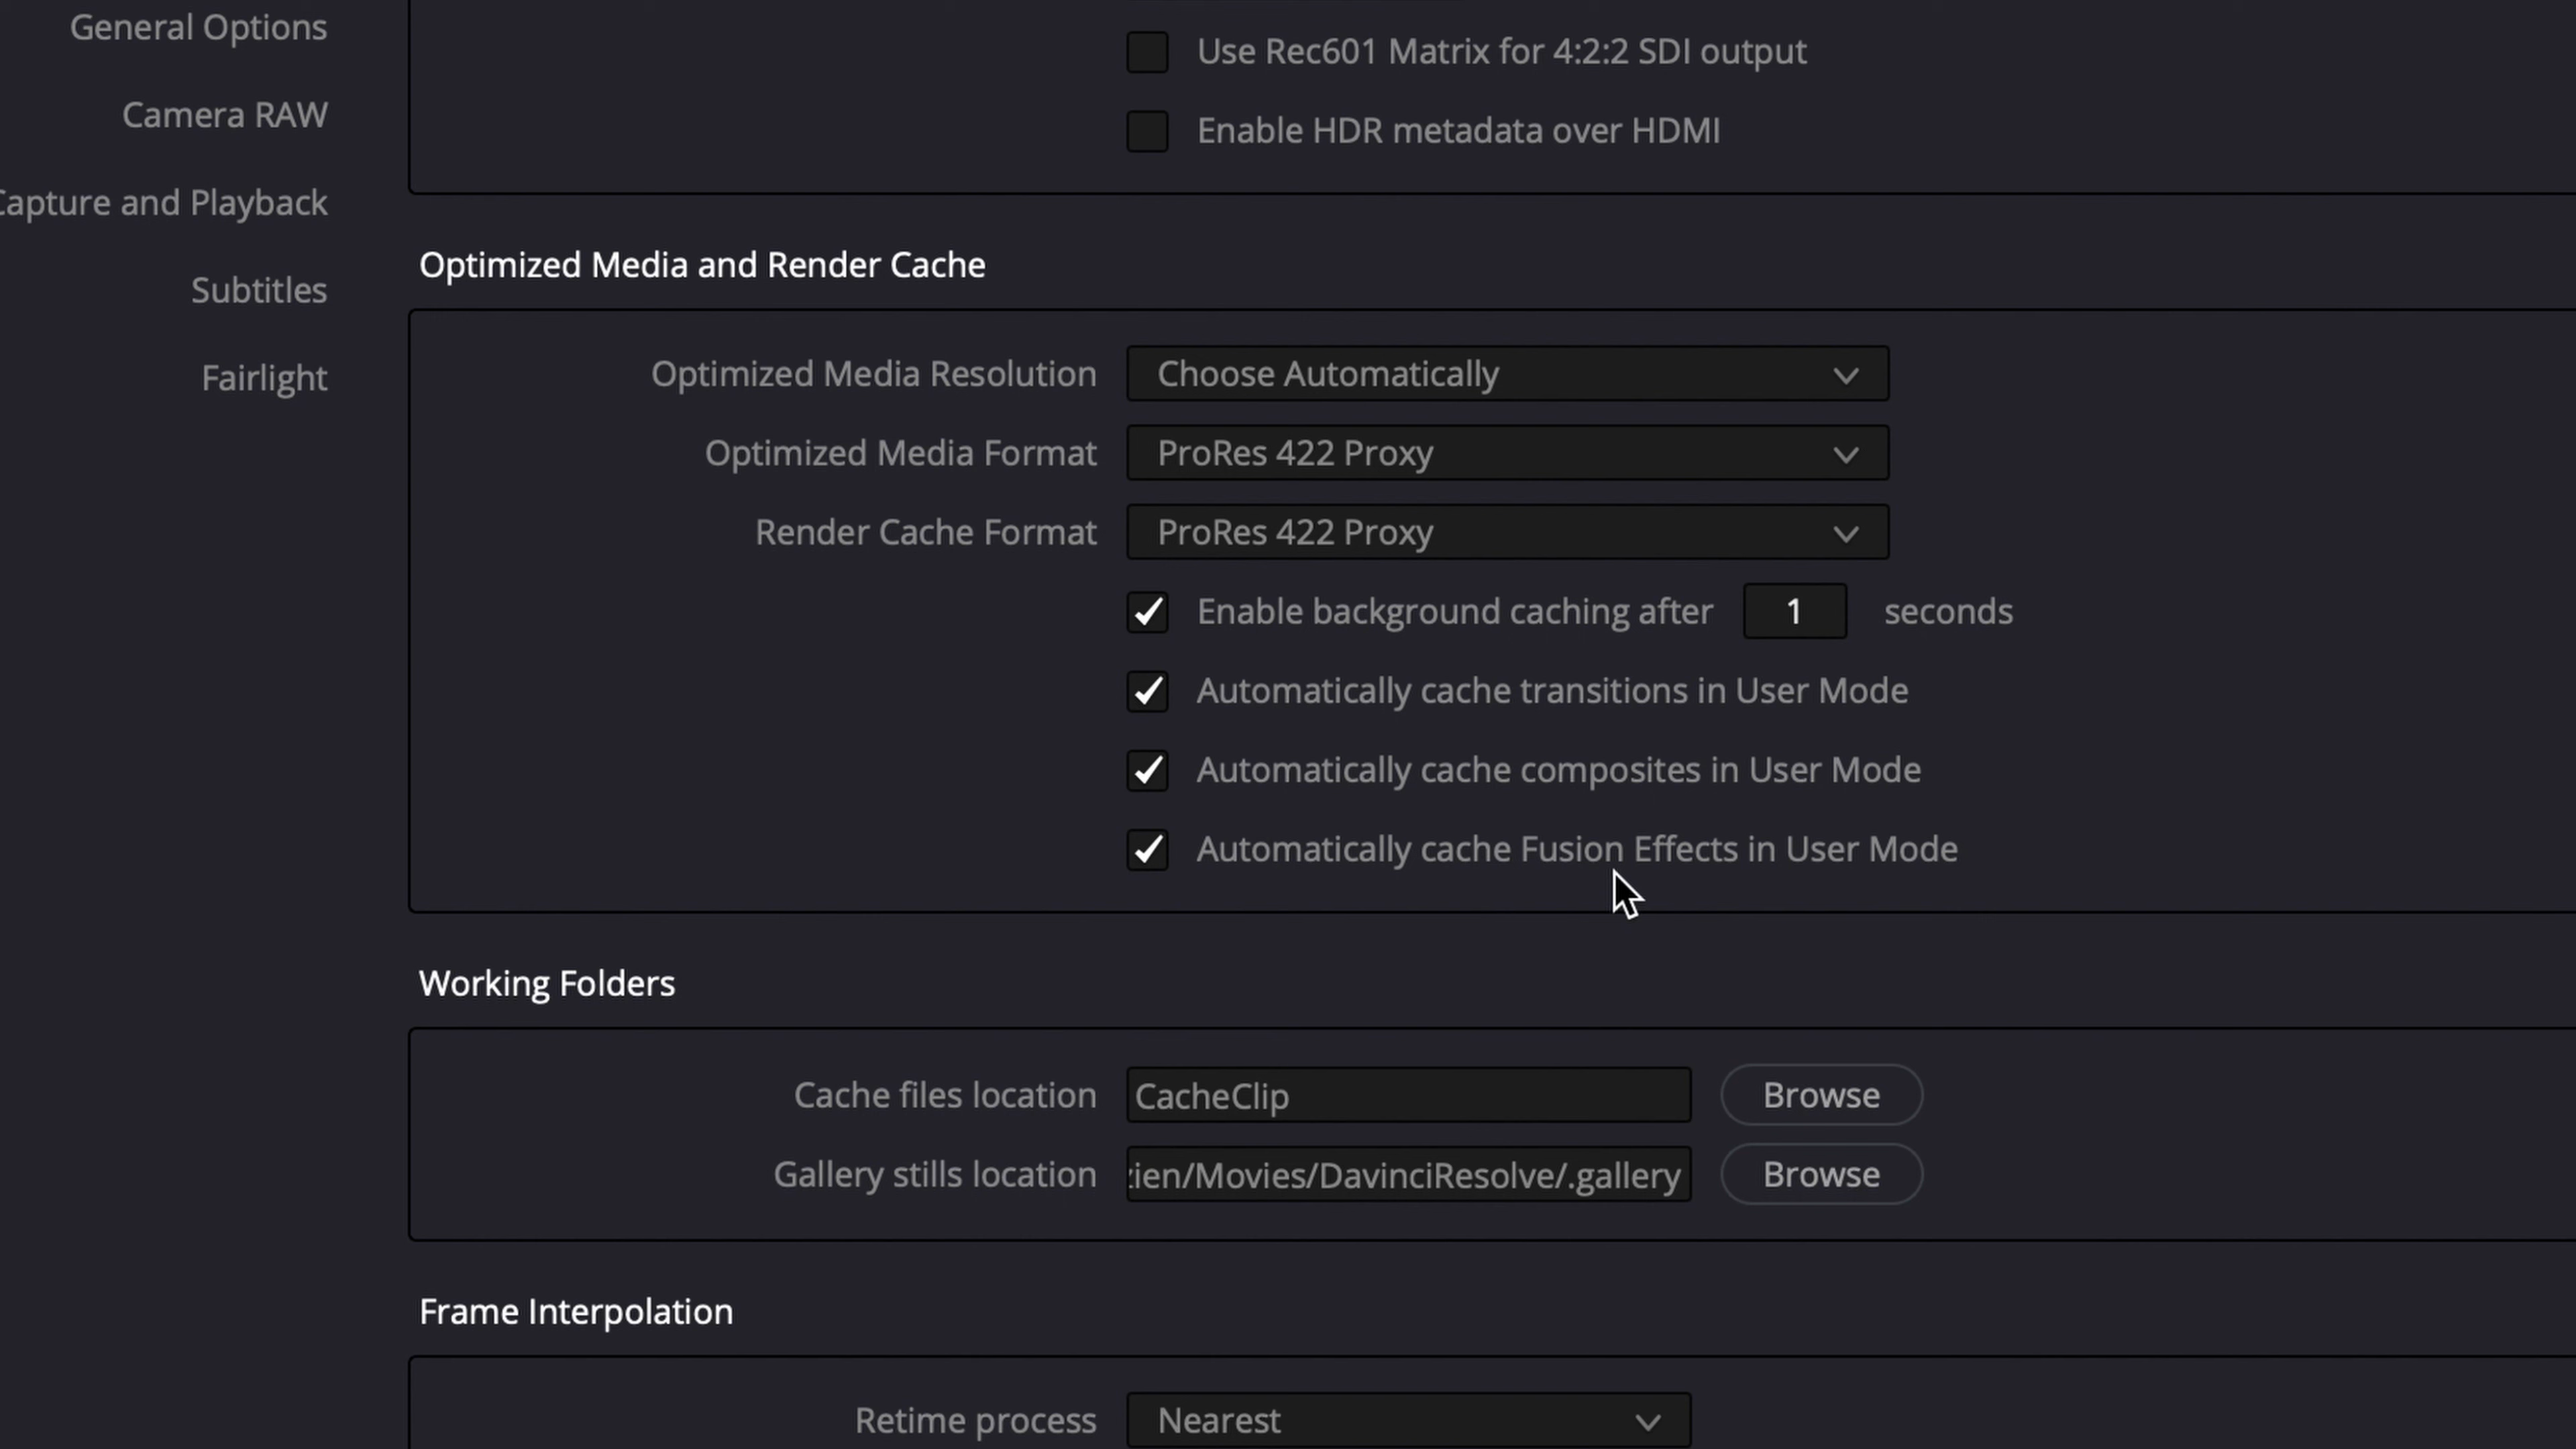 General Options
Camera RAW
Capture and Playback
Subtitles
Fairlight
Use Rec601 Matrix for 4:2:2 SDI output
Enable HDR metadata over HDMI
Optimized Media and Render Cache
Optimized Media Resolution Choose Automatically
Optimized Media Format ProRes 422 Proxy
Render Cache Format ProRes 422 Proxy
Enable background caching after 1 seconds
Automatically cache transitions in User Mode
Automatically cache composites in User Mode
Automatically cache Fusion Effects in User Mode
Working Folders
Cache files location CacheClip Browse
Gallery stills location zien/Movies/DavinciResolve/.gallery Browse
Frame Interpolation
Retime process Nearest